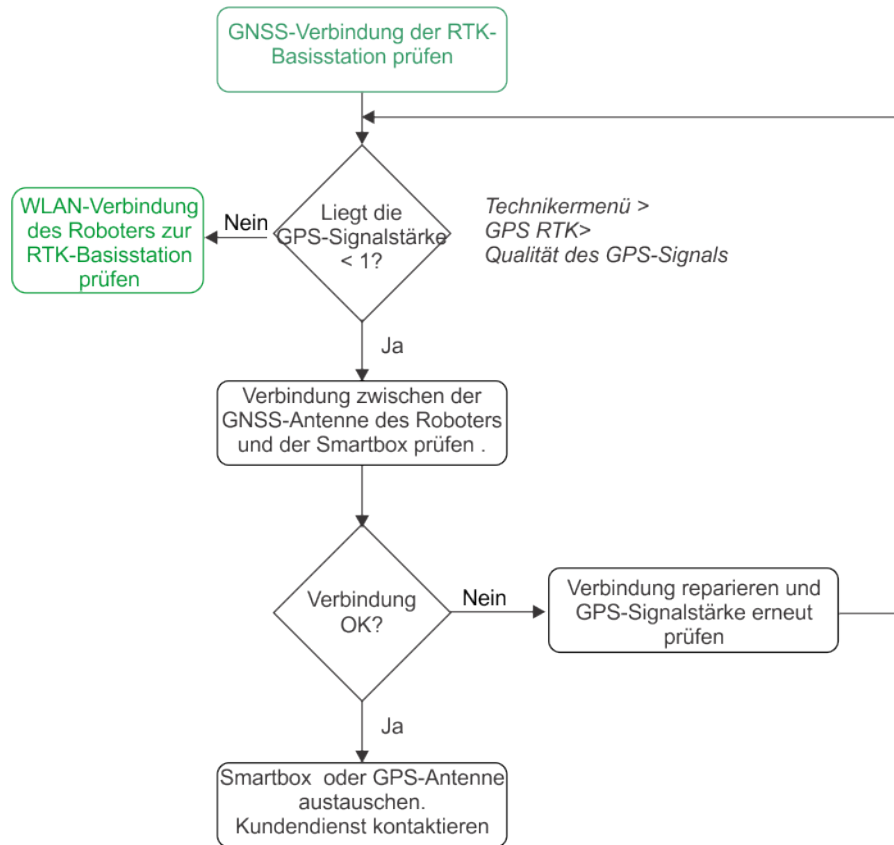 GNSS-Verbindung der RTK-
Basisstation prüfen
WLAN-Verbindung
des Roboters zur
RTK-Basisstation
prüfen
Nein
Liegt die
GPS-Signalstärke
< 1?
Technikermenü >
GPS RTK>
Qualität des GPS-Signals
Ja
Verbindung zwischen der
GNSS-Antenne des Roboters
und der Smartbox prüfen .
Verbindung
OK?
Nein
Verbindung reparieren und
GPS-Signalstärke erneut
prüfen
Ja
Smartbox oder GPS-Antenne
austauschen.
Kundendienst kontaktieren